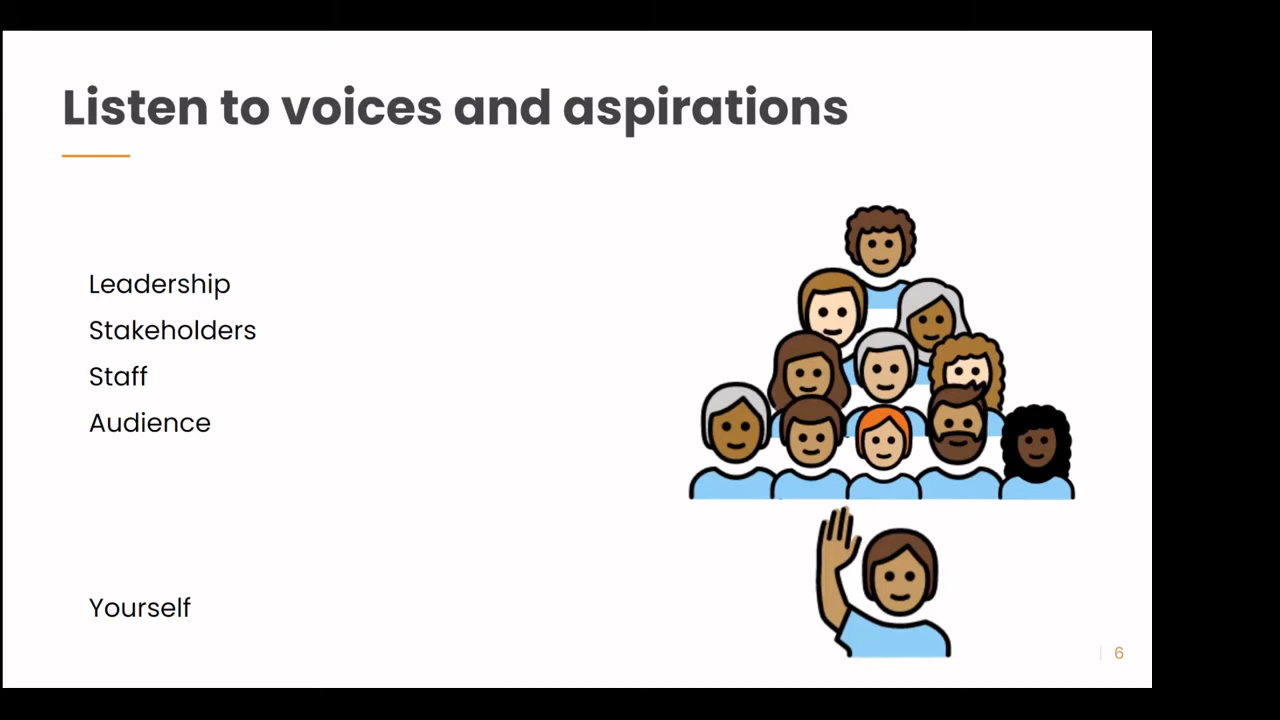 Listen to voices and aspirations
Leadership
Stakeholders
Staff
Audience
Yourself
6